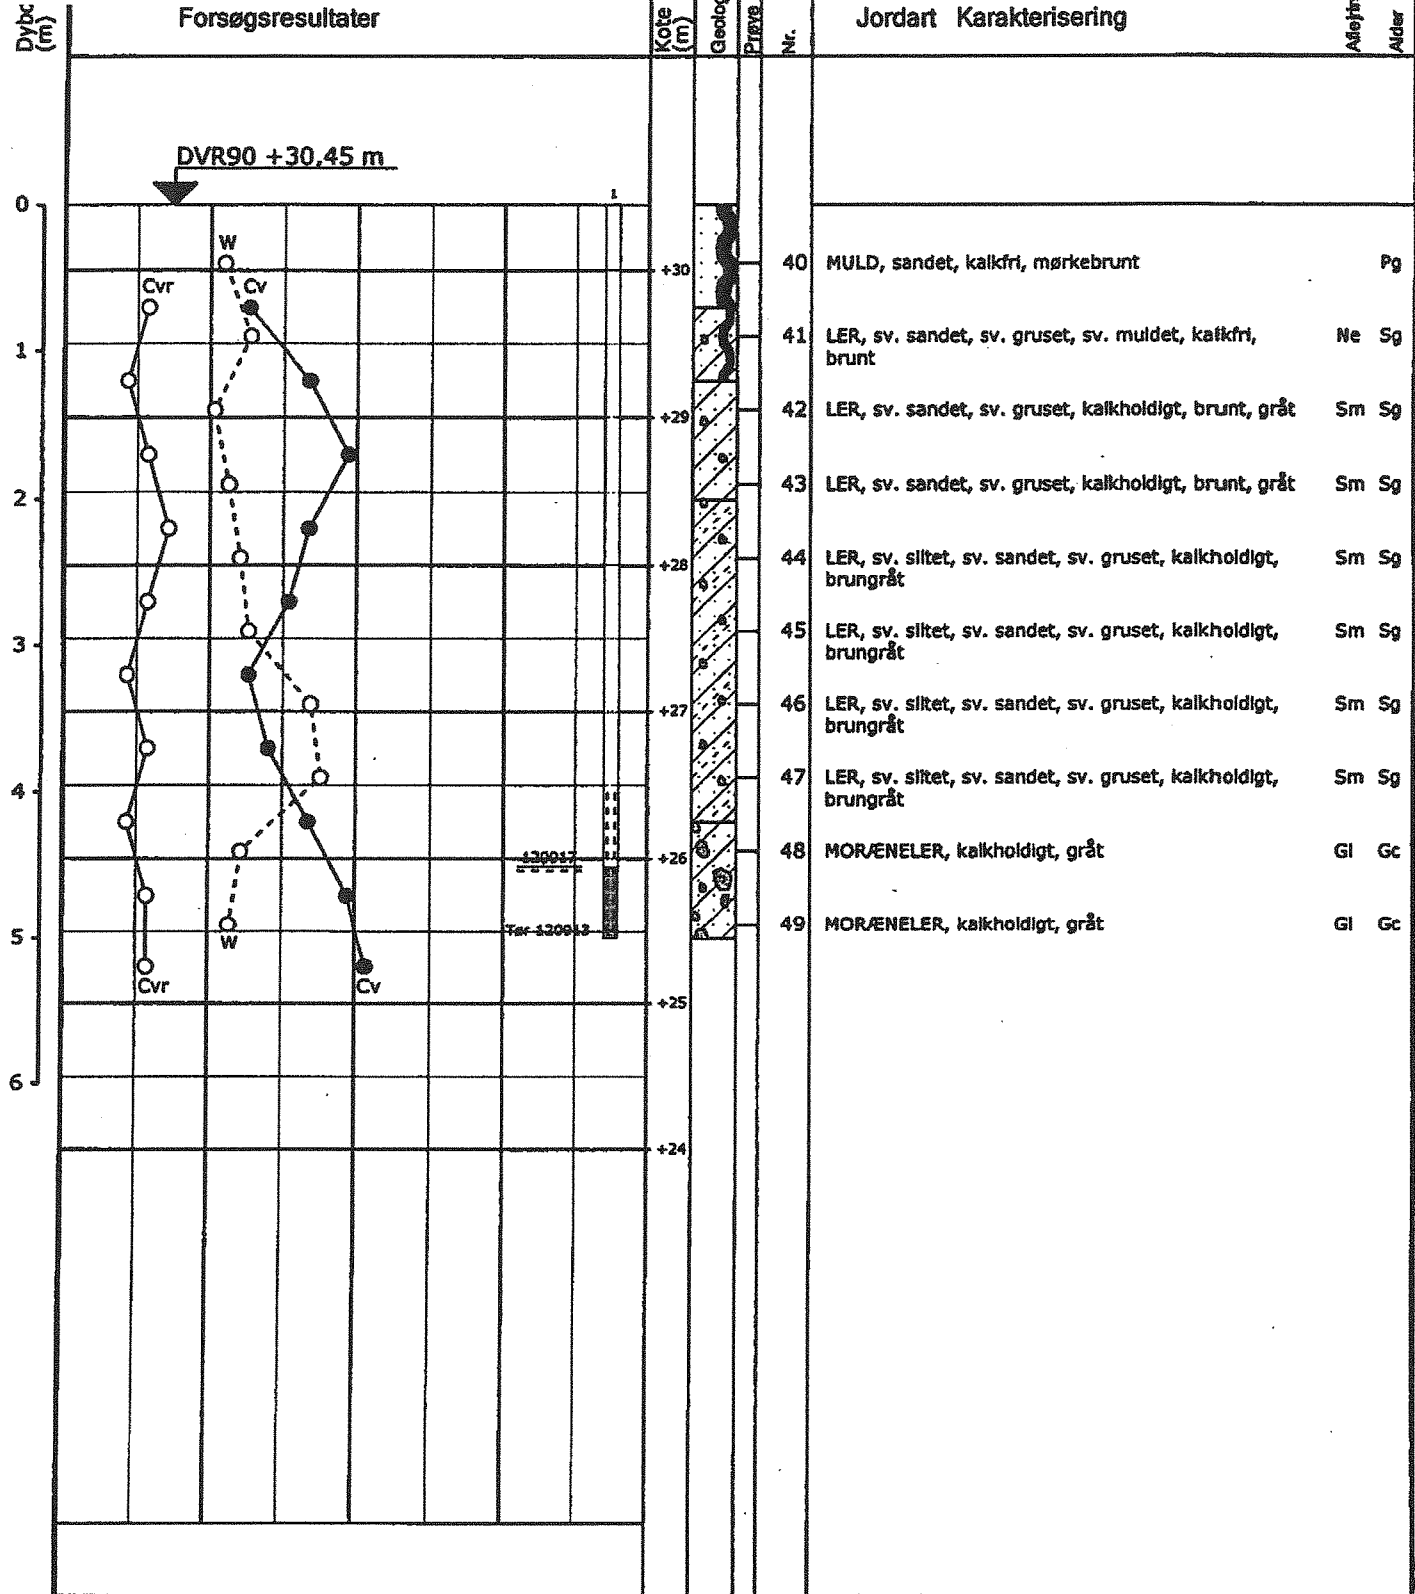 (m)
Forsøgsresultater
Kote
(m)
Prøve
Nr.
Jordart Karakterisering
Alder
DVR90 +30,45 m
1
0
W
+30
40 MULD, sandet, kalkfri, mørkebrunt Pg
Cvr
Cv
1
41 LER, sv. sandet, sv. gruset, sv. muldet, kalkfri, Ne Sg
brunt
+29
42 LER, sv. sandet, sv. gruset, kalkholdigt, brunt, gråt Sm Sg
2
43 LER, sv. sandet, sv. gruset, kalkholdigt, brunt, gråt Sm Sg
+28
44 LER, sv. siltet, sv. sandet, sv. gruset, kalkholdigt, Sm Sg
brungråt
3
45 LER, sv. siltet, sv. sandet, sv. gruset, kalkholdigt, Sm Sg
brungråt
+27
46 LER, sv. siltet, sv. sandet, sv. gruset, kalkholdigt, Sm Sg
brungråt
4
47 LER, sv. siltet, sv. sandet, sv. gruset, kalkholdigt, Sm Sg
brungråt
120917
+26
48 MORÆNELER, kalkholdigt, gråt Gl Gc
5
W
Tør 120913
49 MORÆNELER, kalkholdigt, gråt Gl Gc
Cvr
Cv
+25
6
+24